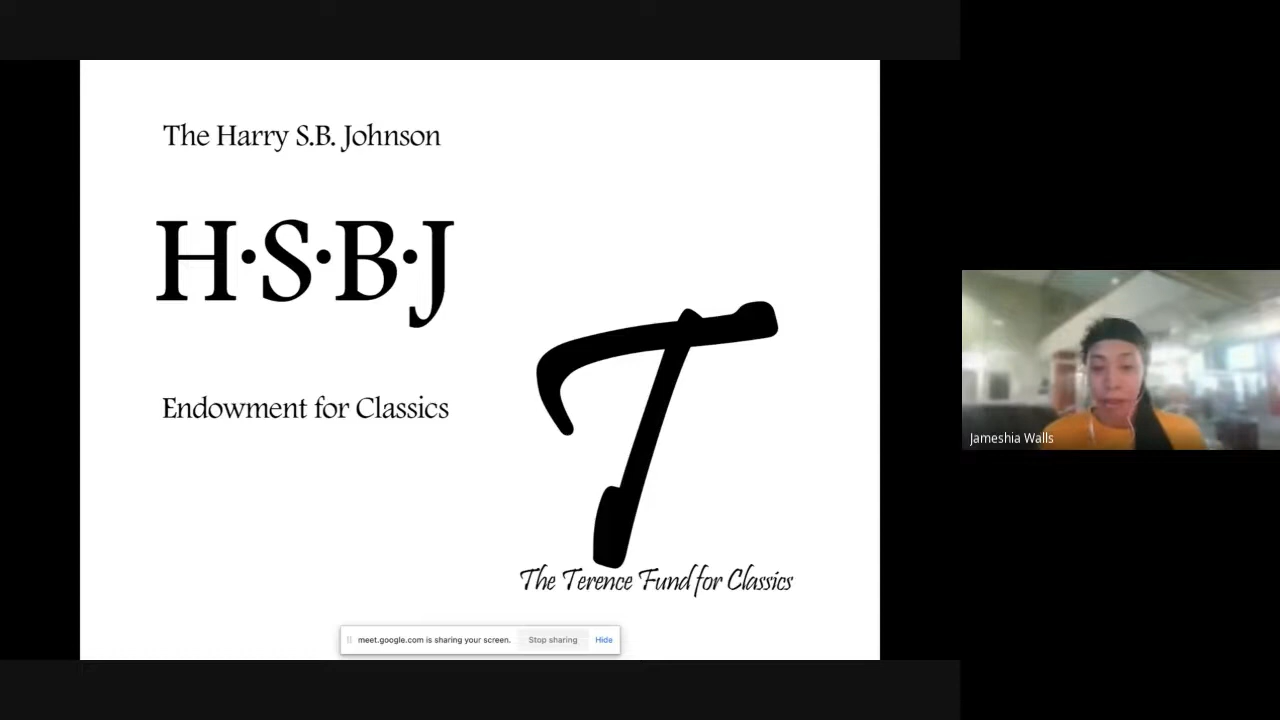 The Harry S.B. Johnson
H·S·B·J
Endowment for Classics
T
The Terence Fund for Classics
meet.google.com is sharing your screen. Stop sharing Hide
Jameshia Walls